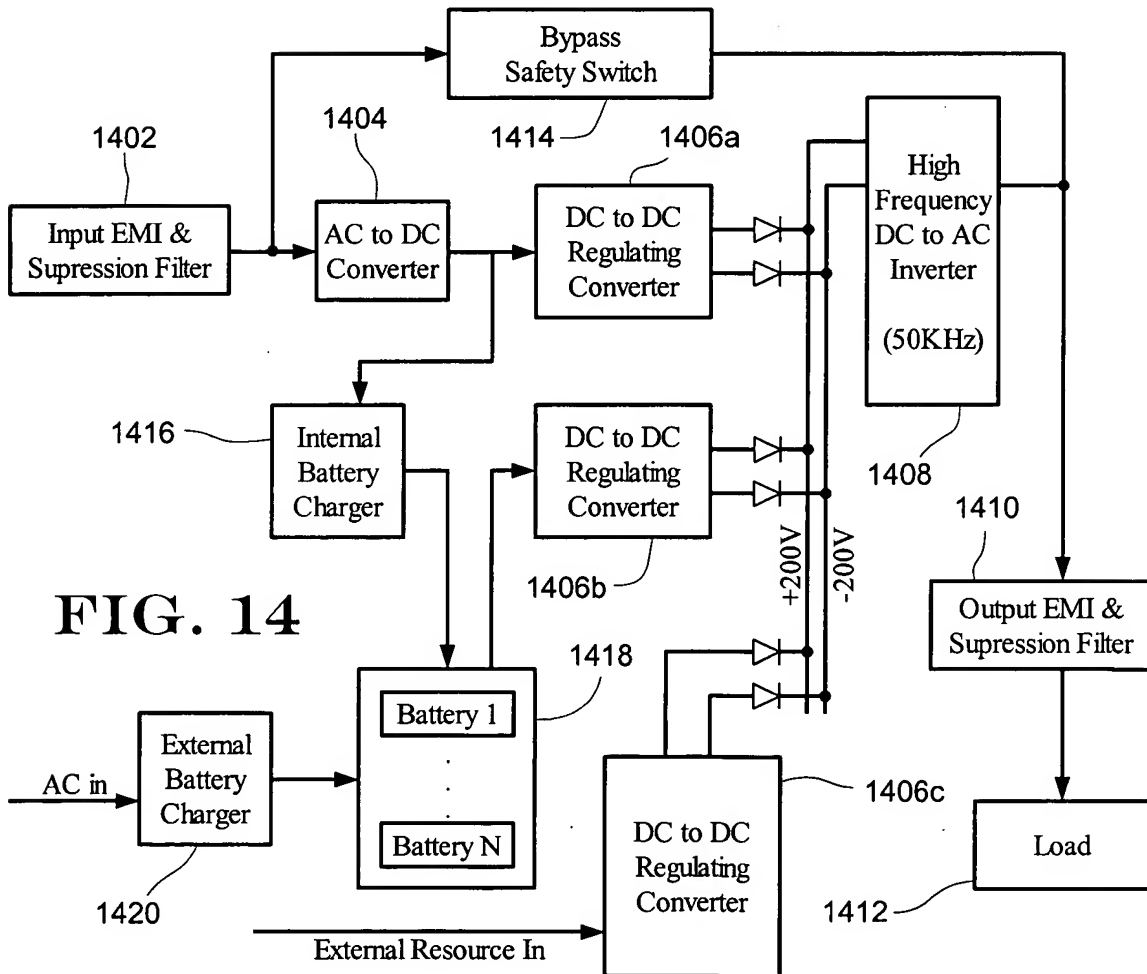 Bypass
Safety Switch
1414
1402
1404
1406a
Input EMI &
Supression Filter
AC to DC
Converter
DC to DC
Regulating
Converter
High
Frequency
DC to AC
Inverter
(50KHz)
1408
1416
Internal
Battery
Charger
DC to DC
Regulating
Converter
1406b
+200V
-200V
1410
Output EMI &
Supression Filter
FIG. 14
1418
Battery 1
Battery N
AC in
External
Battery
Charger
1420
1406c
DC to DC
Regulating
Converter
External Resource In
Load
1412